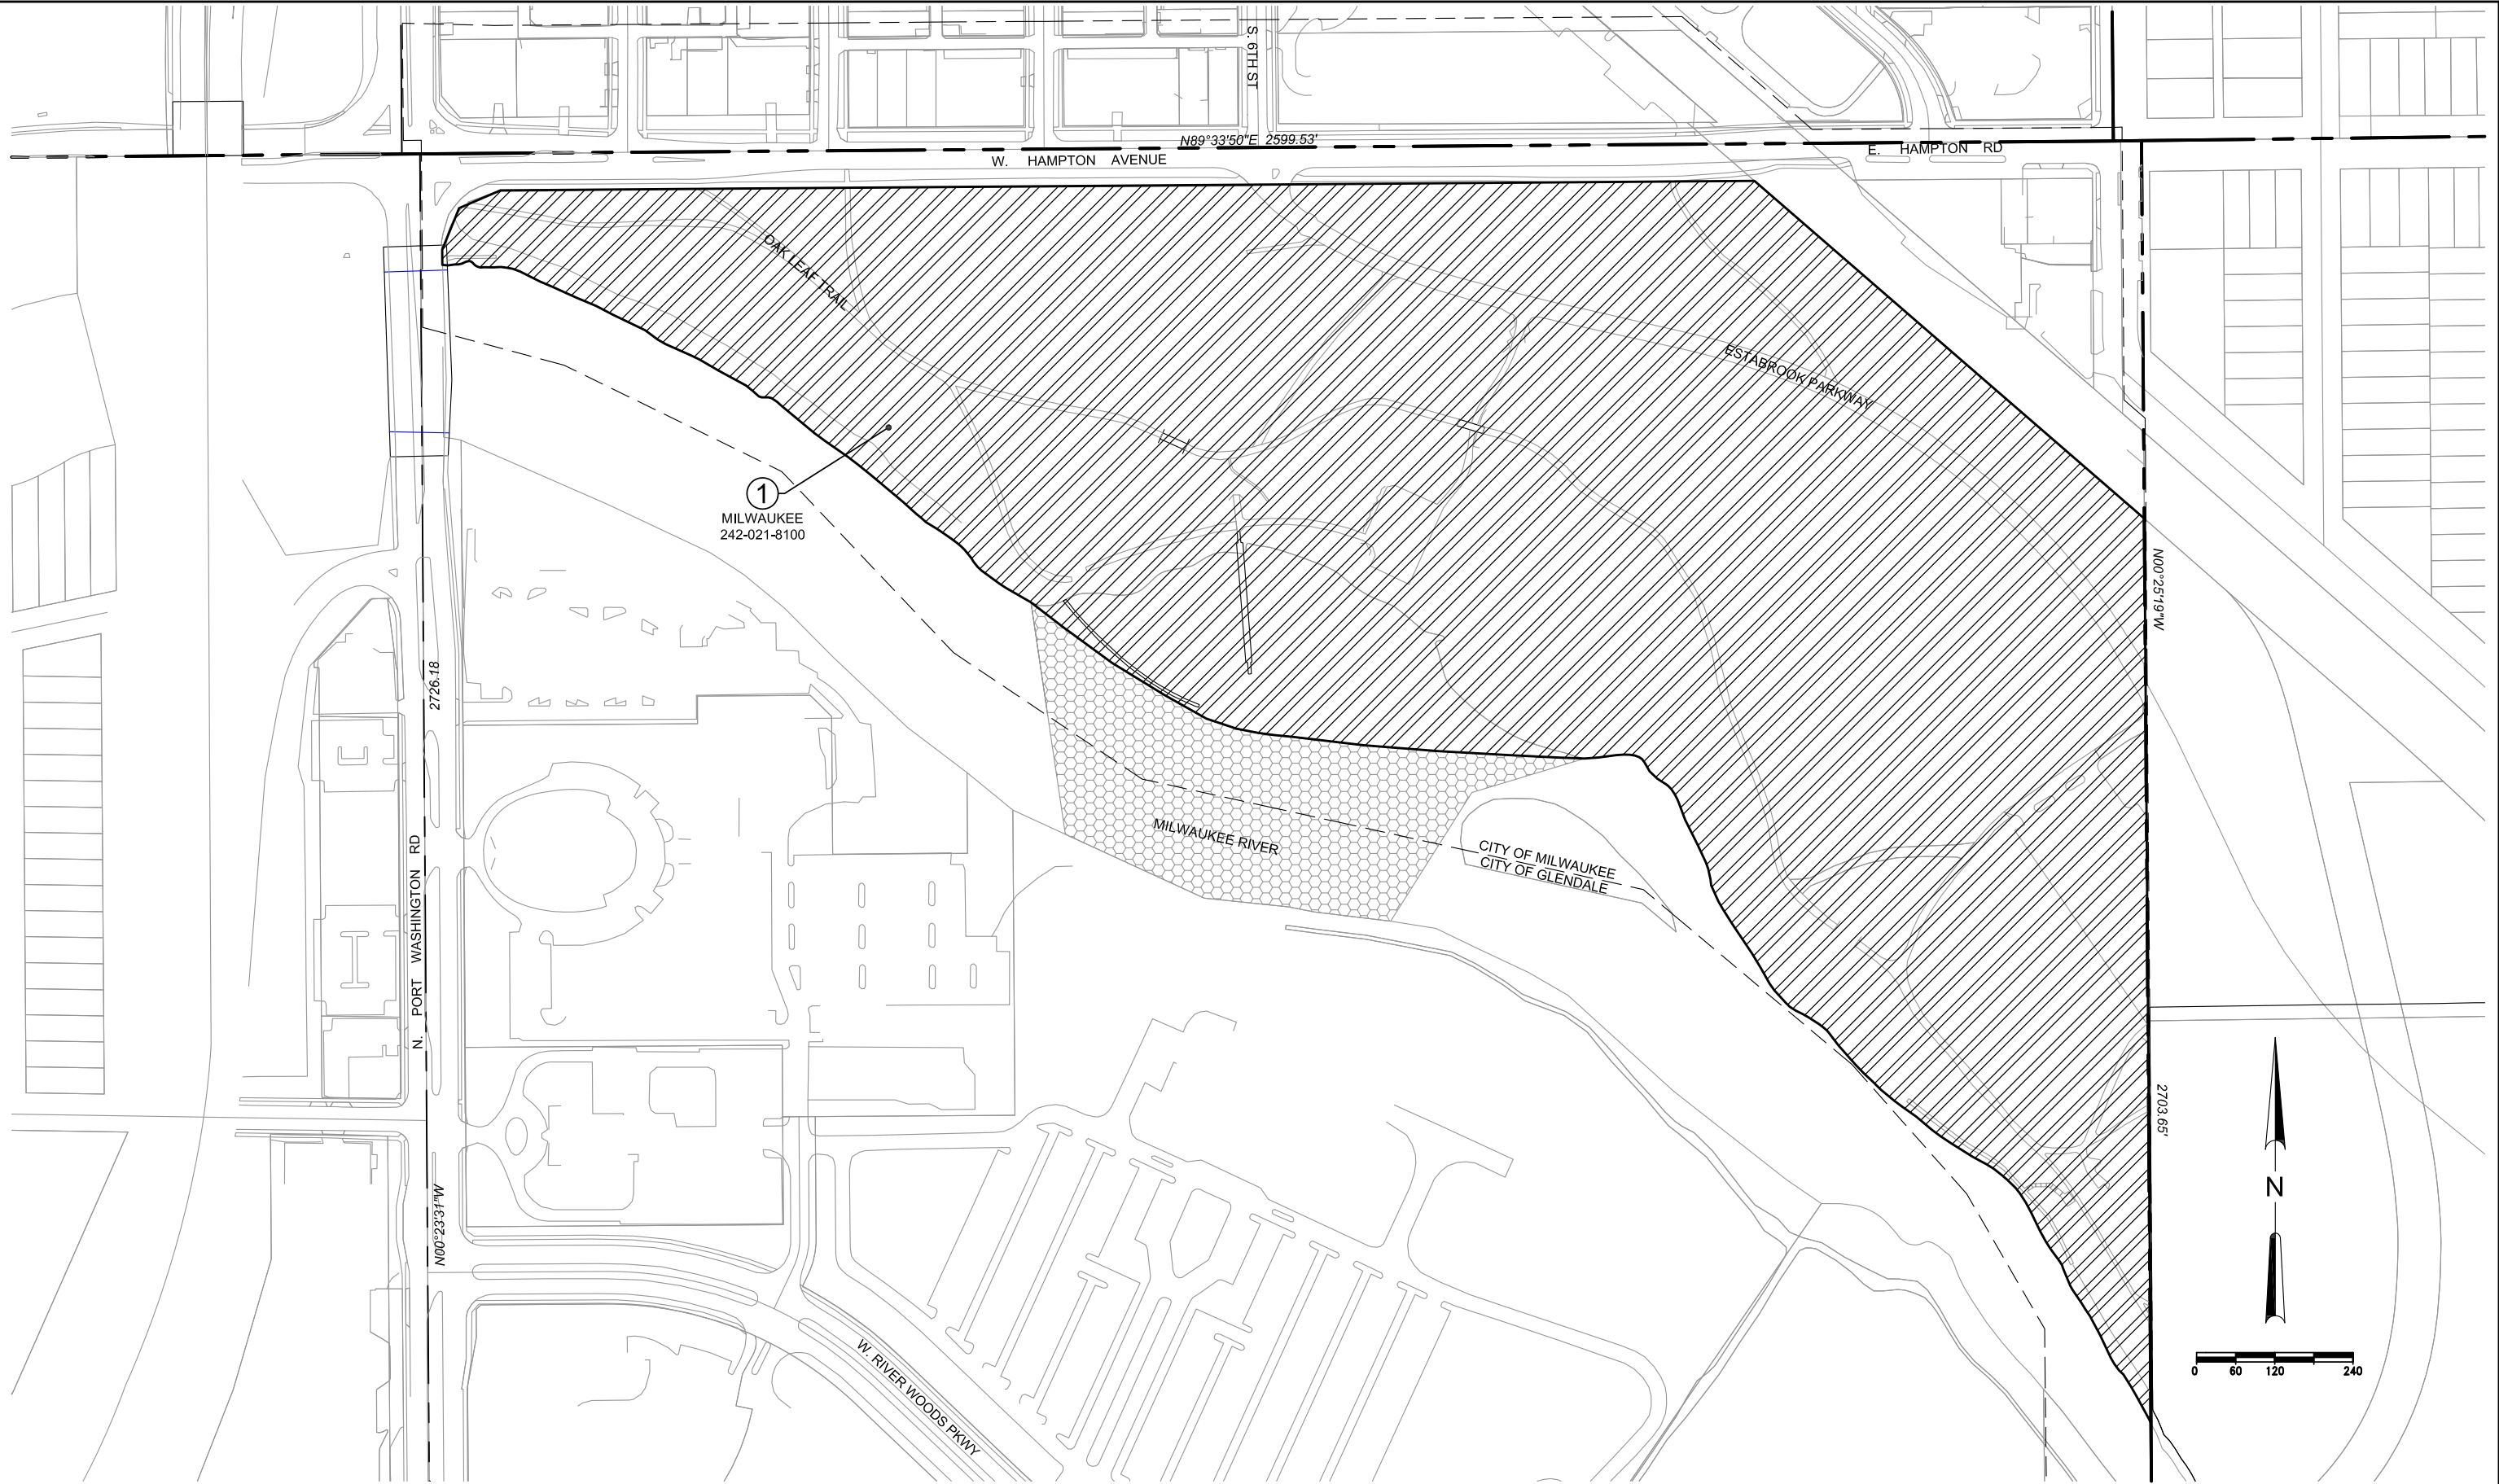 S. 6TH ST
N89°33'50"E 2599.53'
W. HAMPTON AVENUE
E. HAMPTON RD
OAK LEAF TRAIL
ESTABROOK PARKWAY
1
MILWAUKEE
242-021-8100
N00°25'19"W
2726.18
MILWAUKEE RIVER
CITY OF MILWAUKEE
CITY OF GLENDALE
N. PORT WASHINGTON RD
2703.65'
N00°23'31"W
N
W. RIVER WOODS PKWY
0 60 120 240